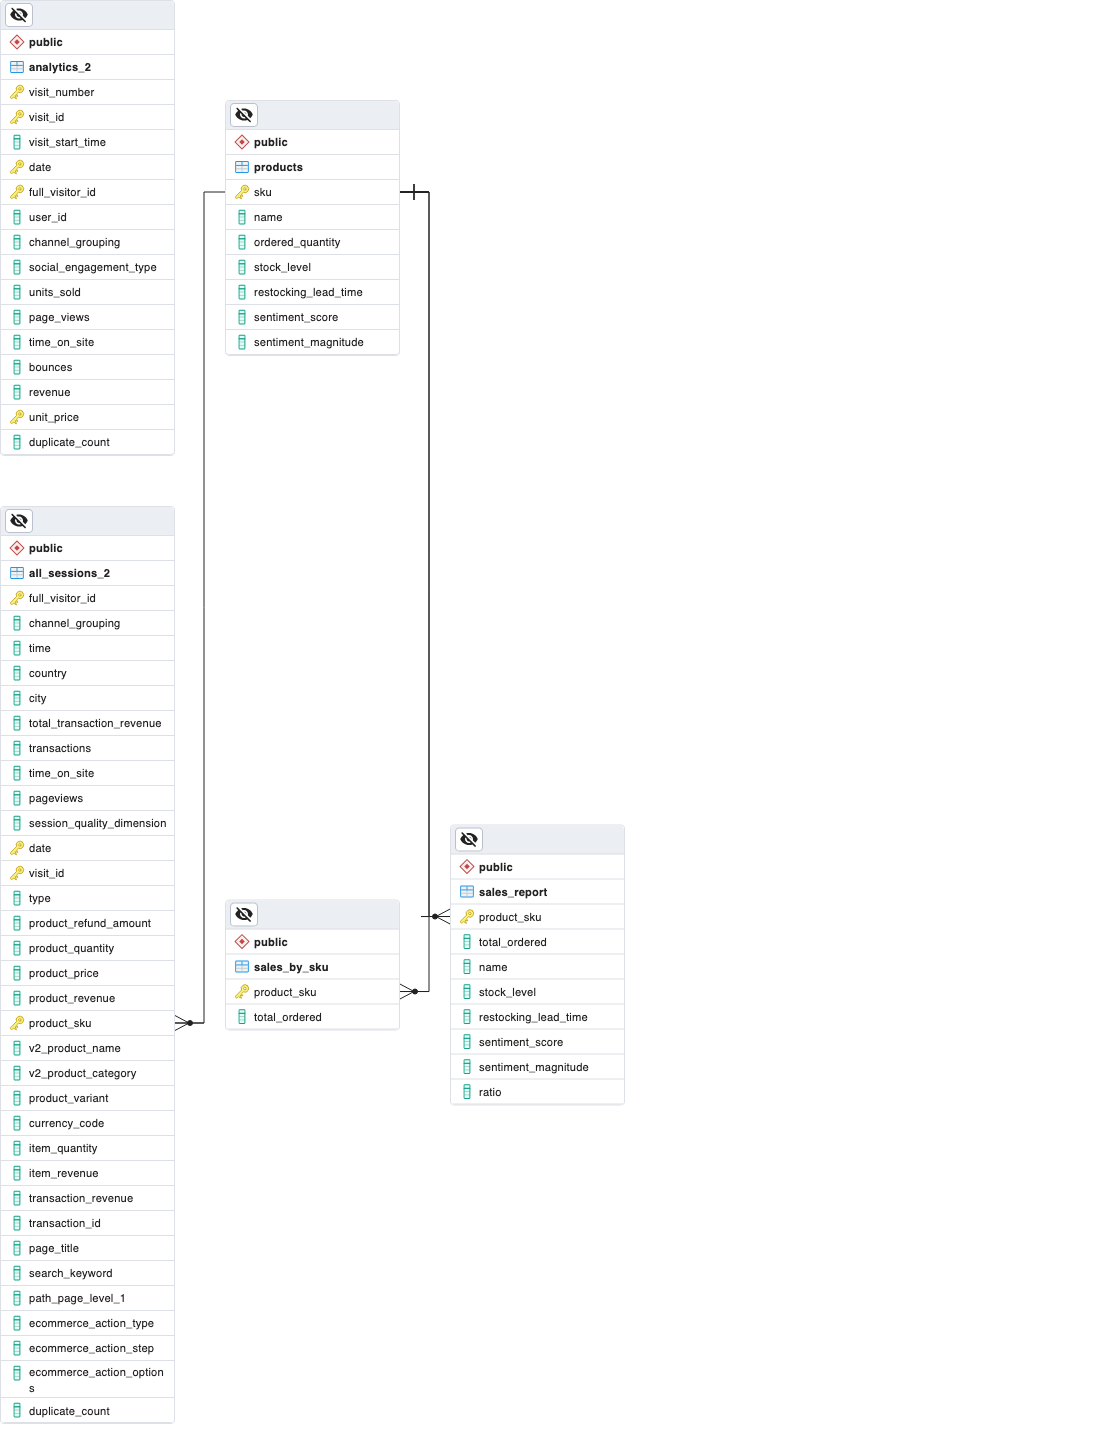 public
analytics_2
visit_number
visit_id
visit_start_time
date
full_visitor_id
user_id
channel_grouping
social_engagement_type
units_sold
page_views
time_on_site
bounces
revenue
unit_price
duplicate_count
public
products
sku
name
ordered_quantity
stock_level
restocking_lead_time
sentiment_score
sentiment_magnitude
public
all_sessions_2
full_visitor_id
channel_grouping
time
country
city
total_transaction_revenue
transactions
time_on_site
pageviews
session_quality_dimension
date
visit_id
type
product_refund_amount
product_quantity
product_price
product_revenue
product_sku
v2_product_name
v2_product_category
product_variant
currency_code
item_quantity
item_revenue
transaction_revenue
transaction_id
page_title
search_keyword
path_page_level_1
ecommerce_action_type
ecommerce_action_step
ecommerce_action_option
s
duplicate_count
public
sales_by_sku
product_sku
total_ordered
public
sales_report
product_sku
total_ordered
name
stock_level
restocking_lead_time
sentiment_score
sentiment_magnitude
ratio